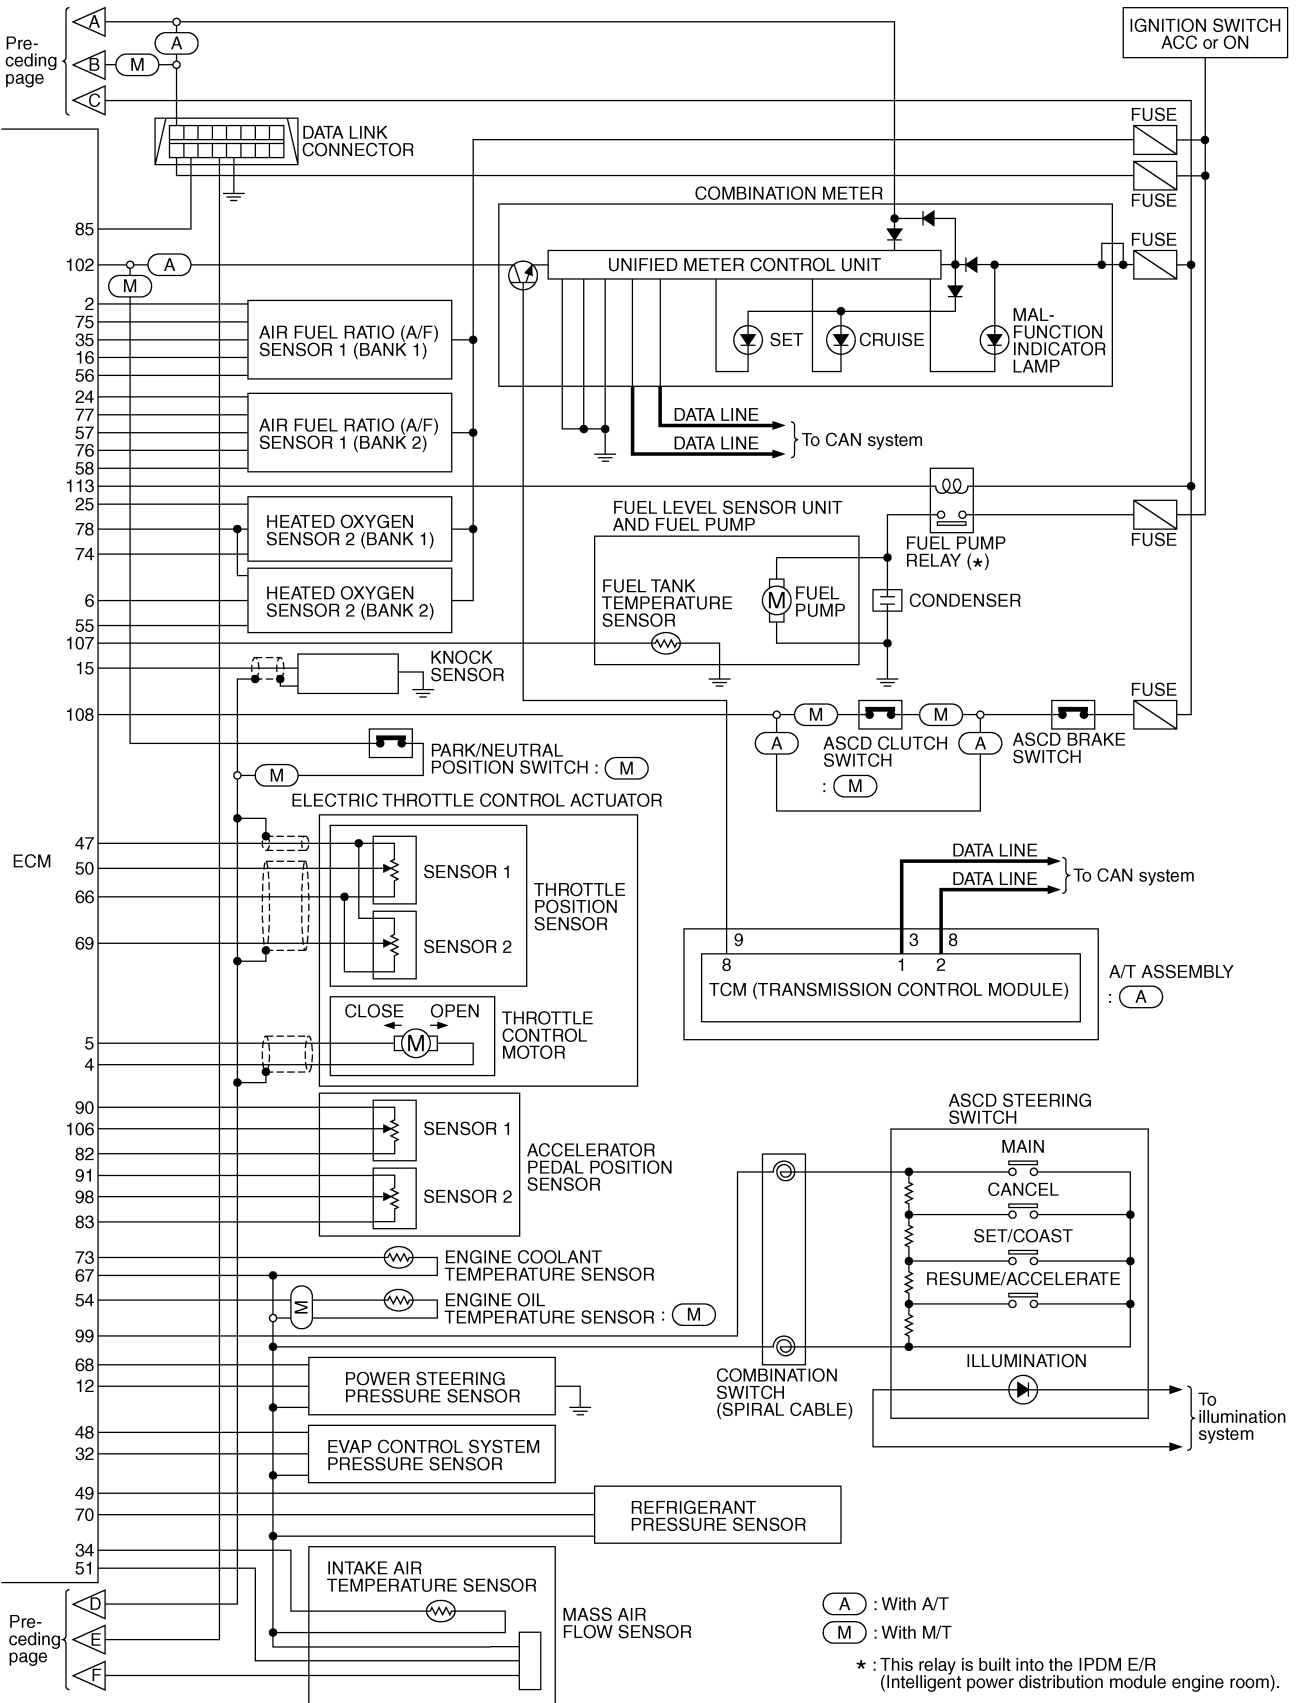 Pre-
ceding
page
A
A
B
M
C
IGNITION SWITCH
ACC or ON
FUSE
FUSE
FUSE
DATA LINK
CONNECTOR
COMBINATION METER
UNIFIED METER CONTROL UNIT
SET
CRUISE
MAL-
FUNCTION
INDICATOR
LAMP
DATA LINE
DATA LINE
To CAN system
85
102
A
M
2
75
35
16
56
AIR FUEL RATIO (A/F)
SENSOR 1 (BANK 1)
24
77
57
76
58
AIR FUEL RATIO (A/F)
SENSOR 1 (BANK 2)
113
25
78
74
HEATED OXYGEN
SENSOR 2 (BANK 1)
6
55
HEATED OXYGEN
SENSOR 2 (BANK 2)
107
15
KNOCK
SENSOR
108
FUEL LEVEL SENSOR UNIT
AND FUEL PUMP
FUEL TANK
TEMPERATURE
SENSOR
M
FUEL
PUMP
FUEL PUMP
RELAY (*)
CONDENSER
FUSE
FUSE
M
M
A
A
ASCD CLUTCH
SWITCH
: M
ASCD BRAKE
SWITCH
PARK/NEUTRAL
POSITION SWITCH : M
M
ELECTRIC THROTTLE CONTROL ACTUATOR
ECM
47
50
66
69
SENSOR 1
SENSOR 2
THROTTLE
POSITION
SENSOR
CLOSE OPEN
M
THROTTLE
CONTROL
MOTOR
5
4
DATA LINE
DATA LINE
To CAN system
9 3 8
8 1 2
TCM (TRANSMISSION CONTROL MODULE)
A/T ASSEMBLY
: A
90
106
82
91
98
83
SENSOR 1
SENSOR 2
ACCELERATOR
PEDAL POSITION
SENSOR
73
67
ENGINE COOLANT
TEMPERATURE SENSOR
54
M
ENGINE OIL
TEMPERATURE SENSOR : M
99
68
12
POWER STEERING
PRESSURE SENSOR
48
32
EVAP CONTROL SYSTEM
PRESSURE SENSOR
49
70
REFRIGERANT
PRESSURE SENSOR
34
51
INTAKE AIR
TEMPERATURE SENSOR
MASS AIR
FLOW SENSOR
ASCD STEERING
SWITCH
MAIN
CANCEL
SET/COAST
RESUME/ACCELERATE
ILLUMINATION
To
illumination
system
COMBINATION
SWITCH
(SPIRAL CABLE)
Pre-
ceding
page
D
E
F
A : With A/T
M : With M/T
* : This relay is built into the IPDM E/R
(Intelligent power distribution module engine room).